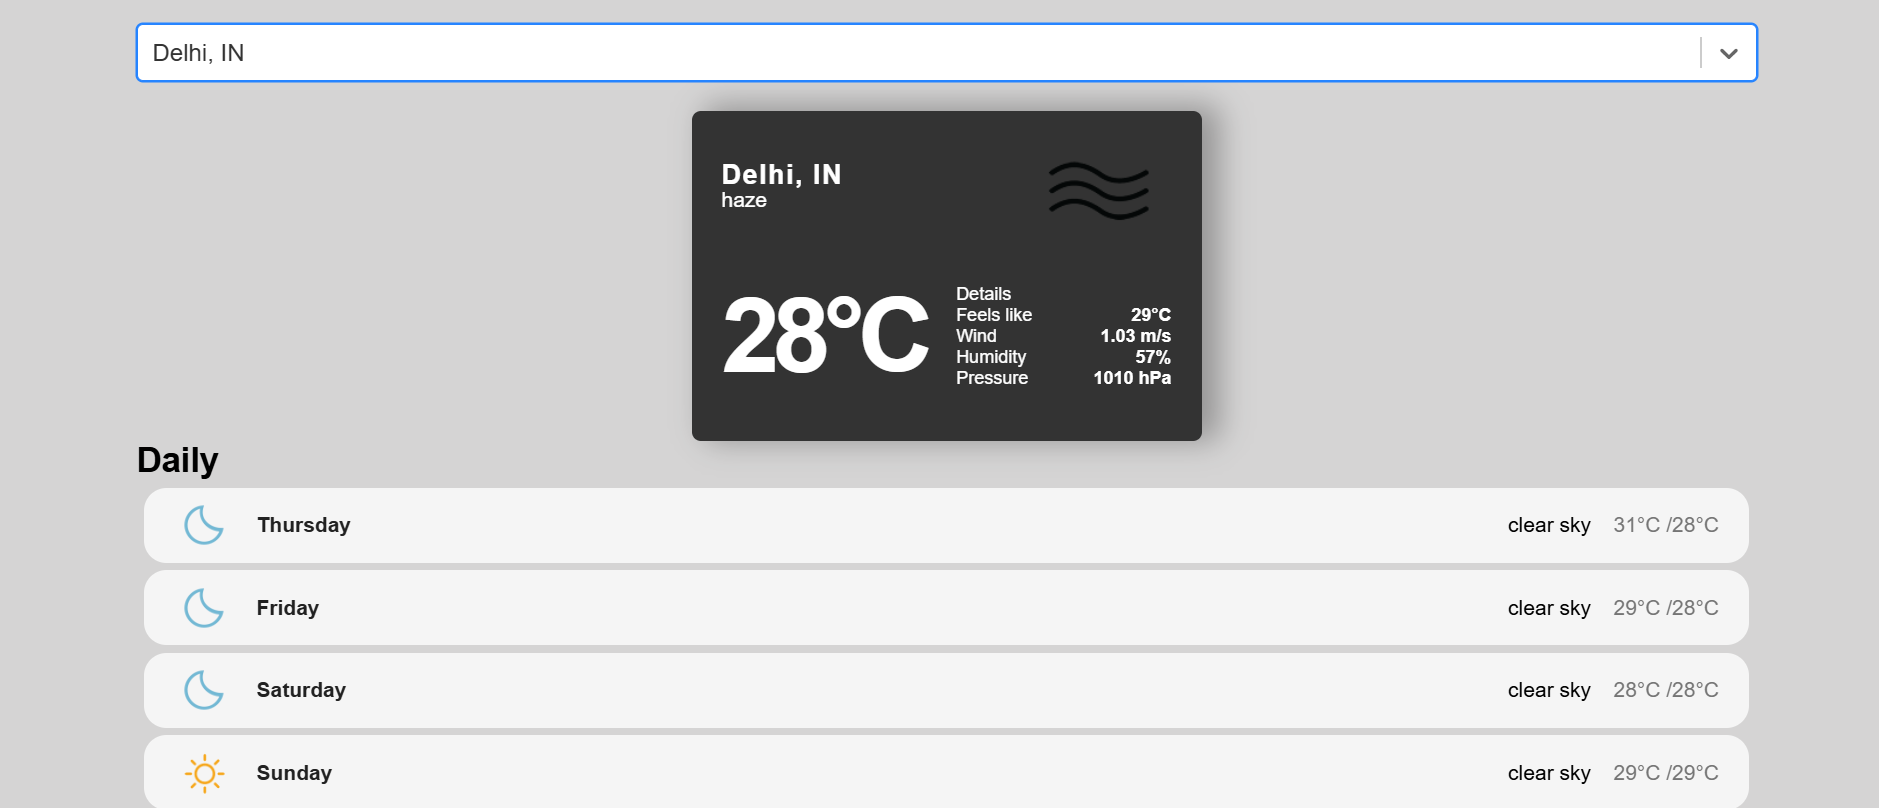 Delhi, IN
Delhi, IN
haze
28°C
Details
Feels like 29°C
Wind 1.03 m/s
Humidity 57%
Pressure 1010 hPa
Daily
Thursday clear sky 31°C /28°C
Friday clear sky 29°C /28°C
Saturday clear sky 28°C /28°C
Sunday clear sky 29°C /29°C